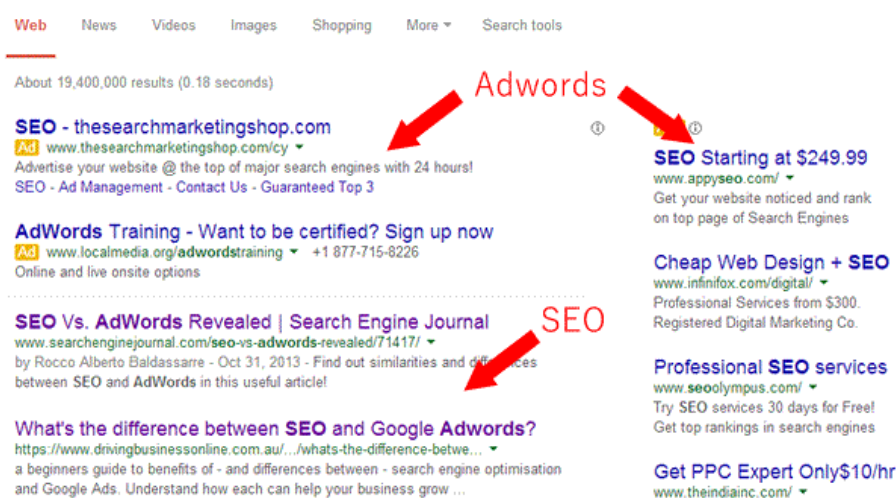 Web News Videos Images Shopping More Search tools
About 19,400,000 results (0.18 seconds)
Adwords
SEO - thesearchmarketingshop.com
Ad www.thesearchmarketingshop.com/cy
Advertise your website @ the top of major search engines with 24 hours!
SEO - Ad Management - Contact Us - Guaranteed Top 3
AdWords Training - Want to be certified? Sign up now
Ad www.localmedia.org/adwordstraining +1 877-715-8226
Online and live onsite options
SEO
SEO Vs. AdWords Revealed | Search Engine Journal
www.searchenginejournal.com/seo-vs-adwords-revealed/71417/
by Rocco Alberto Baldassarre - Oct 31, 2013 - Find out similarities and differences
between SEO and AdWords in this useful article!
What's the difference between SEO and Google Adwords?
https://www.drivingbusinessonline.com.au/.../whats-the-difference-betwe...
a beginners guide to benefits of - and differences between - search engine optimisation
and Google Ads. Understand how each can help your business grow ...
SEO Starting at $249.99
www.appyseo.com/
Get your website noticed and rank
on top page of Search Engines
Cheap Web Design + SEO
www.infinifox.com/digital/
Professional Services from $300.
Registered Digital Marketing Co.
Professional SEO services
www.seoolympus.com/
Try SEO services 30 days for Free!
Get top rankings in search engines
Get PPC Expert Only$10/hr
www.theindiainc.com/